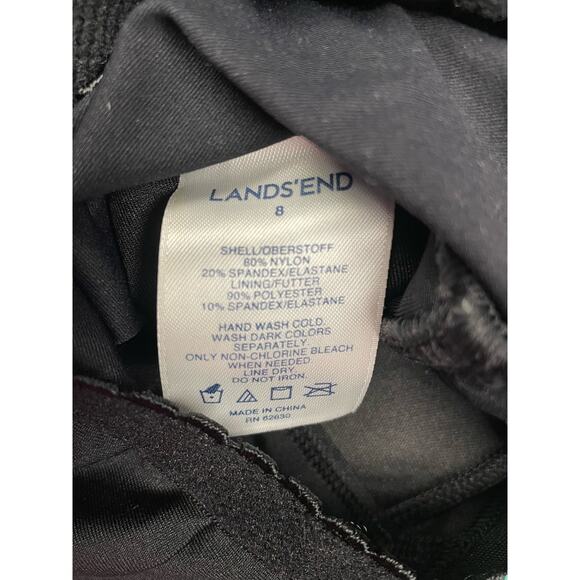 LANDS'END
8
SHELL/OBERSTOFF
80% NYLON
20% SPANDEX/ELASTANE
LINING/FUTTER
90% POLYESTER
10% SPANDEX/ELASTANE
HAND WASH COLD.
WASH DARK COLORS
SEPARATELY.
ONLY NON-CHLORINE BLEACH
WHEN NEEDED.
LINE DRY.
DO NOT IRON.
MADE IN CHINA
RN 62630